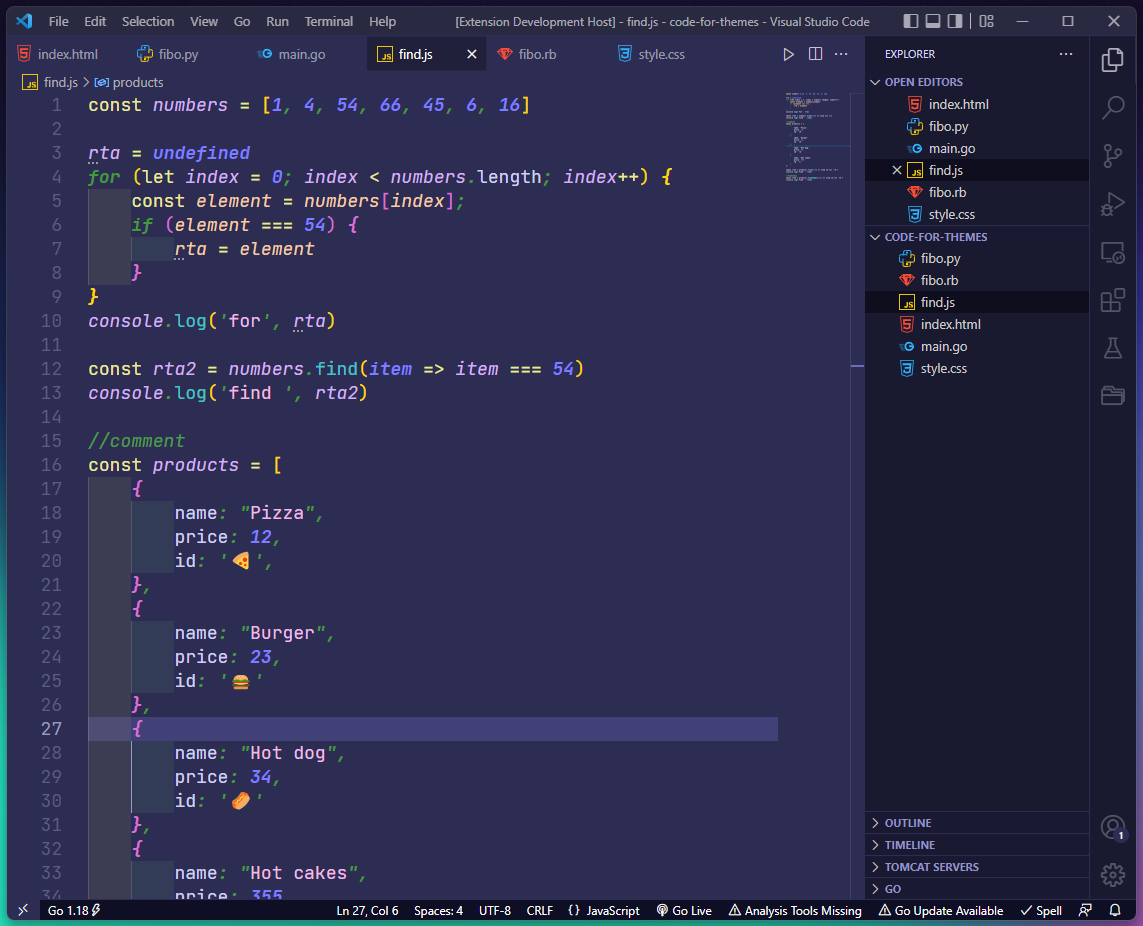 File Edit Selection View Go Run Terminal Help [Extension Development Host] - find.js - code-for-themes - Visual Studio Code
index.html fibo.py main.go find.js fibo.rb style.css
find.js > products
1 const numbers = [1, 4, 54, 66, 45, 6, 16]
2
3 rta = undefined
4 for (let index = 0; index < numbers.length; index++) {
5 const element = numbers[index];
6 if (element === 54) {
7 rta = element
8 }
9 }
10 console.log('for', rta)
11
12 const rta2 = numbers.find(item => item === 54)
13 console.log('find ', rta2)
14
15 //comment
16 const products = [
17 {
18 name: "Pizza",
19 price: 12,
20 id: '🍕',
21 },
22 {
23 name: "Burger",
24 price: 23,
25 id: '🍔'
26 },
27 {
28 name: "Hot dog",
29 price: 34,
30 id: '🌭'
31 },
32 {
33 name: "Hot cakes",
34 price: 355
EXPLORER
OPEN EDITORS
index.html
fibo.py
main.go
find.js
fibo.rb
style.css
CODE-FOR-THEMES
fibo.py
fibo.rb
find.js
index.html
main.go
style.css
OUTLINE
TIMELINE
TOMCAT SERVERS
GO
1
Go 1.18 Ln 27, Col 6 Spaces: 4 UTF-8 CRLF {} JavaScript Go Live Analysis Tools Missing Go Update Available Spell